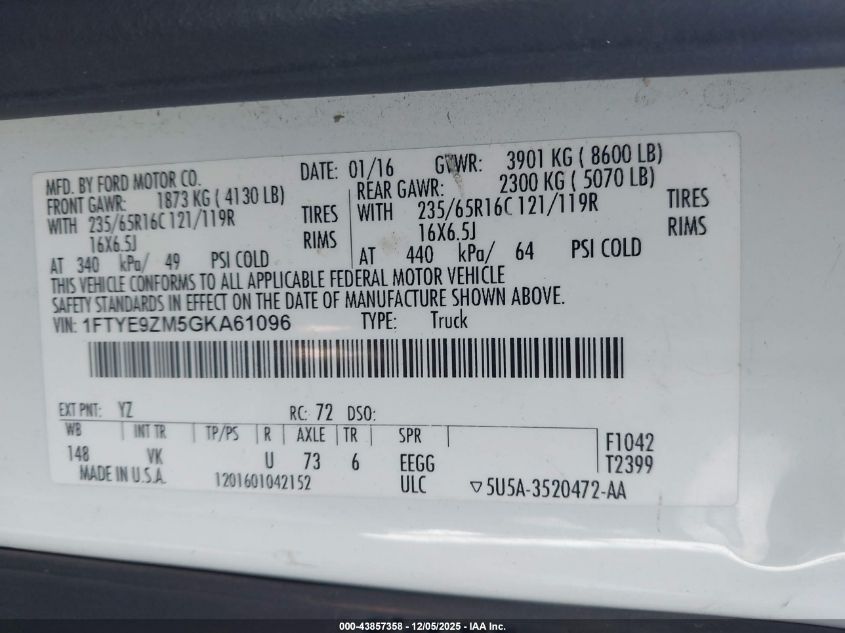 MFD. BY FORD MOTOR CO.
DATE: 01/16 GVWR: 3901 KG ( 8600 LB)
FRONT GAWR: 1873 KG ( 4130 LB)
REAR GAWR: 2300 KG ( 5070 LB)
WITH 235/65R16C 121/119R TIRES
WITH 235/65R16C 121/119R TIRES
16X6.5J RIMS
16X6.5J RIMS
AT 340 kPa/ 49 PSI COLD
AT 440 kPa/ 64 PSI COLD
THIS VEHICLE CONFORMS TO ALL APPLICABLE FEDERAL MOTOR VEHICLE
SAFETY STANDARDS IN EFFECT ON THE DATE OF MANUFACTURE SHOWN ABOVE.
VIN: 1FTYE9ZM5GKA61096 TYPE: Truck
EXT PNT: YZ RC: 72 DSO:
WB INT TR TP/PS R AXLE TR SPR
148 VK U 73 6 EEGG
F1042
T2399
MADE IN U.S.A. 1201601042152 ULC ▽5U5A-3520472-AA
000-43857358 - 12/05/2025 - IAA Inc.